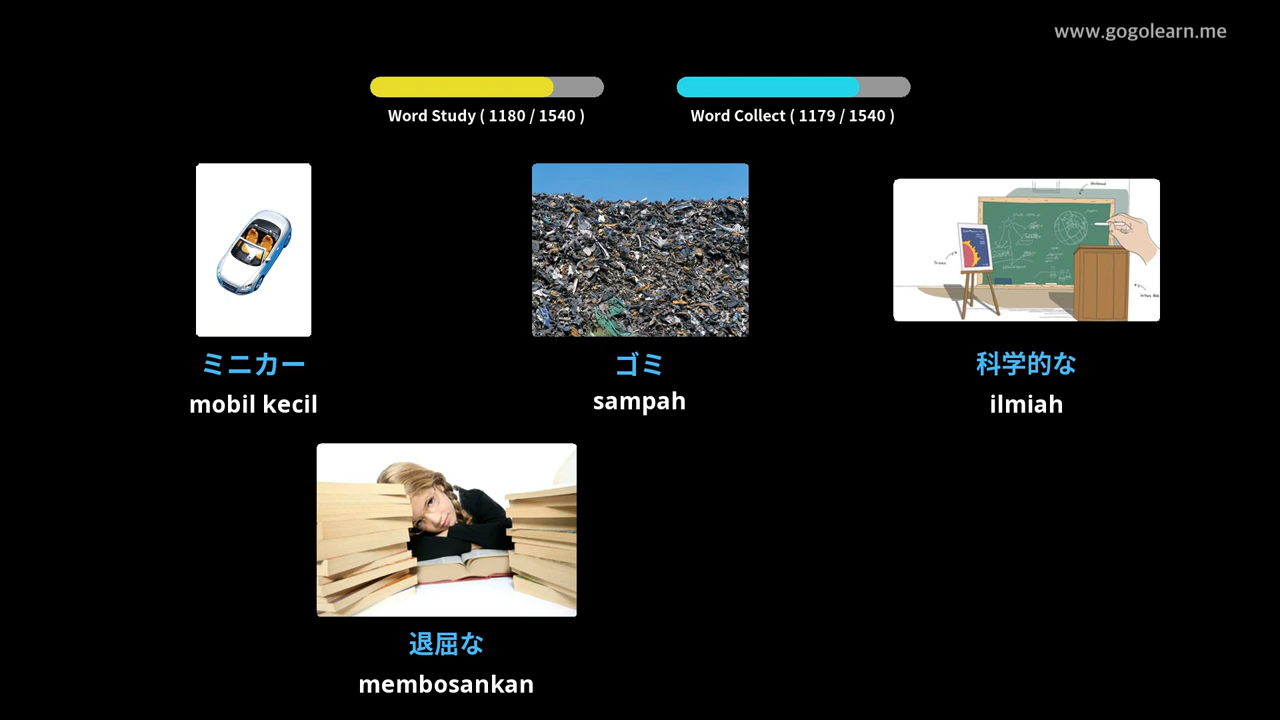 www.gogolearn.me
Word Study ( 1180 / 1540 )
Word Collect ( 1179 / 1540 )
ミニカー
mobil kecil
ゴミ
sampah
科学的な
ilmiah
退屈な
membosankan